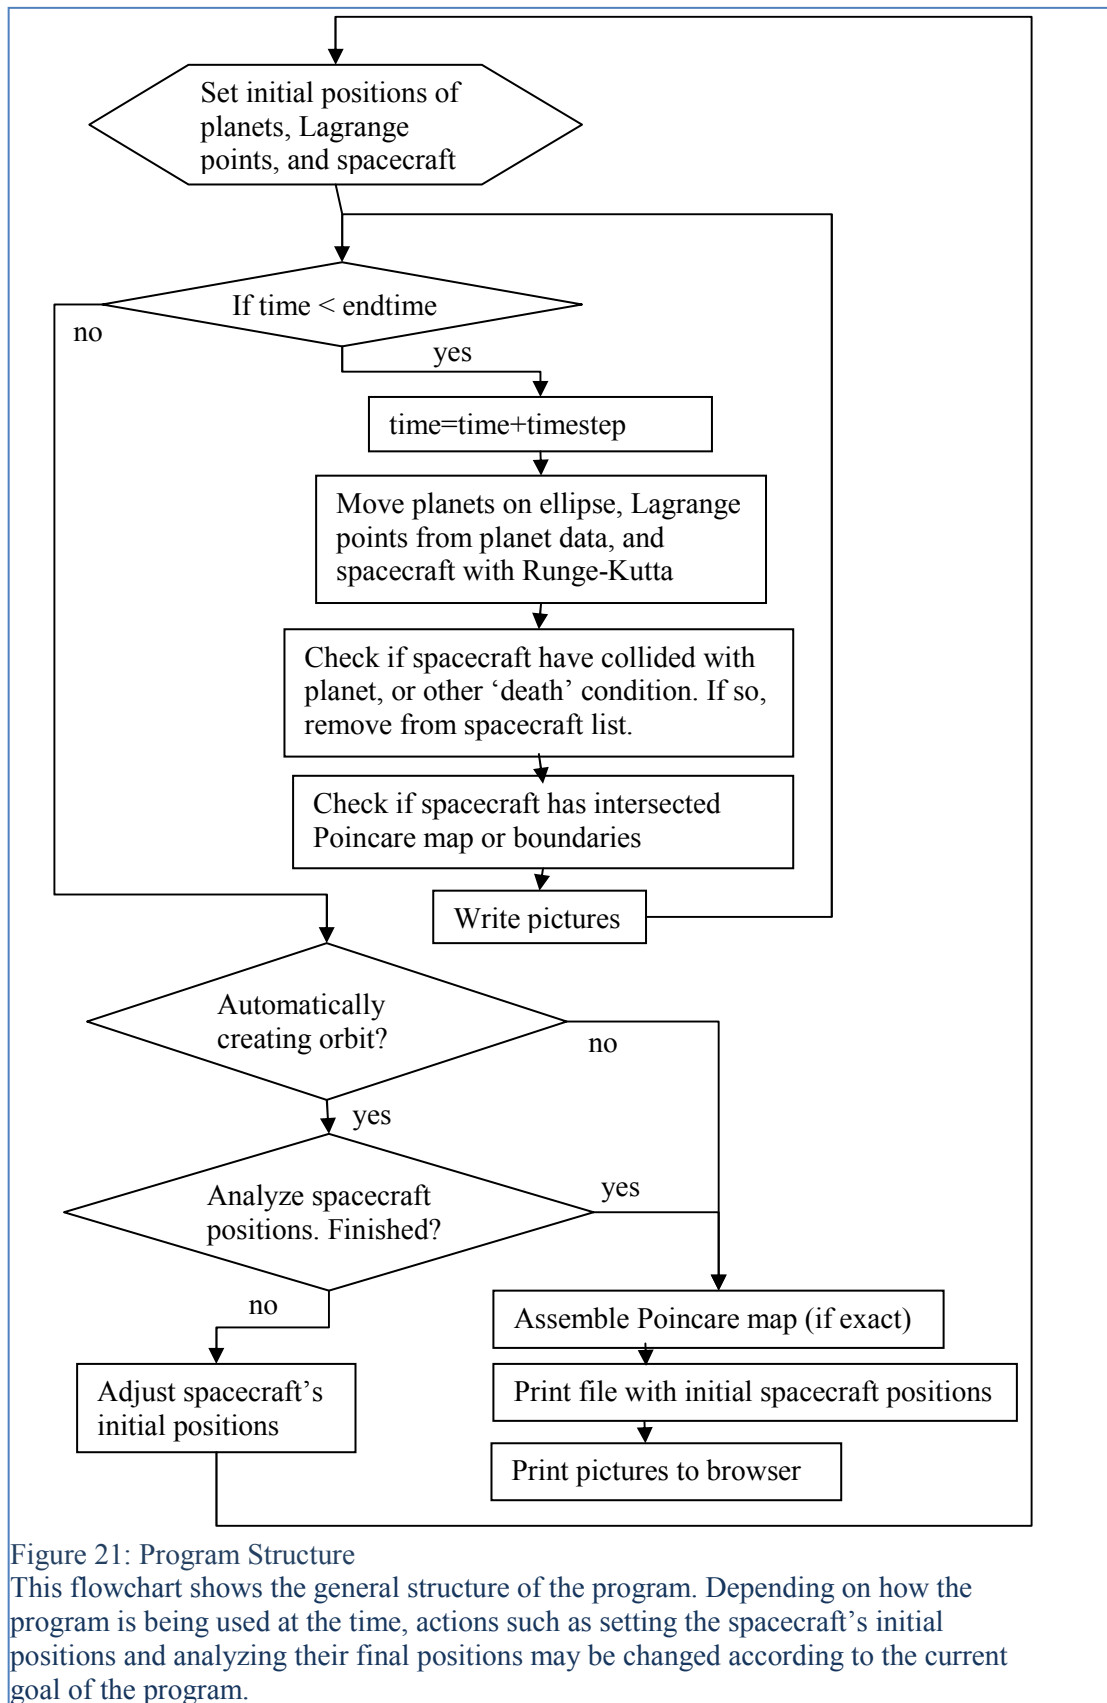 Set initial positions of
planets, Lagrange
points, and spacecraft
If time < endtime
no
yes
time=time+timestep
Move planets on ellipse, Lagrange
points from planet data, and
spacecraft with Runge-Kutta
Check if spacecraft have collided with
planet, or other ‘death’ condition. If so,
remove from spacecraft list.
Check if spacecraft has intersected
Poincare map or boundaries
Write pictures
Automatically
creating orbit?
no
yes
Analyze spacecraft
positions. Finished?
yes
no
Assemble Poincare map (if exact)
Adjust spacecraft’s
initial positions
Print file with initial spacecraft positions
Print pictures to browser
Figure 21: Program Structure
This flowchart shows the general structure of the program. Depending on how the
program is being used at the time, actions such as setting the spacecraft’s initial
positions and analyzing their final positions may be changed according to the current
goal of the program.